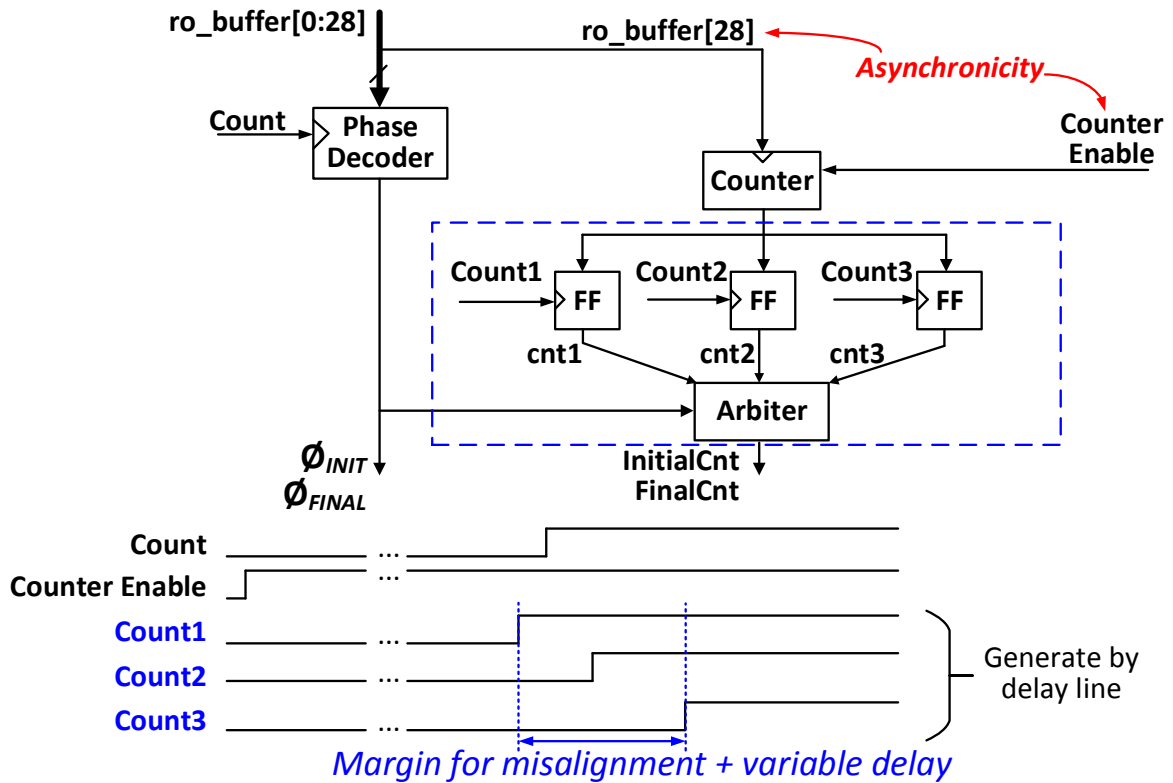 ro_buffer[0:28]
ro_buffer[28]
Asynchronicity
Count
Phase
Decoder
Counter
Enable
Counter
Count1
Count2
Count3
FF
FF
FF
cnt1
cnt2
cnt3
Arbiter
ØINIT
ØFINAL
InitialCnt
FinalCnt
Count
...
Counter Enable
...
Count1
...
Count2
...
Count3
...
Generate by
delay line
Margin for misalignment + variable delay